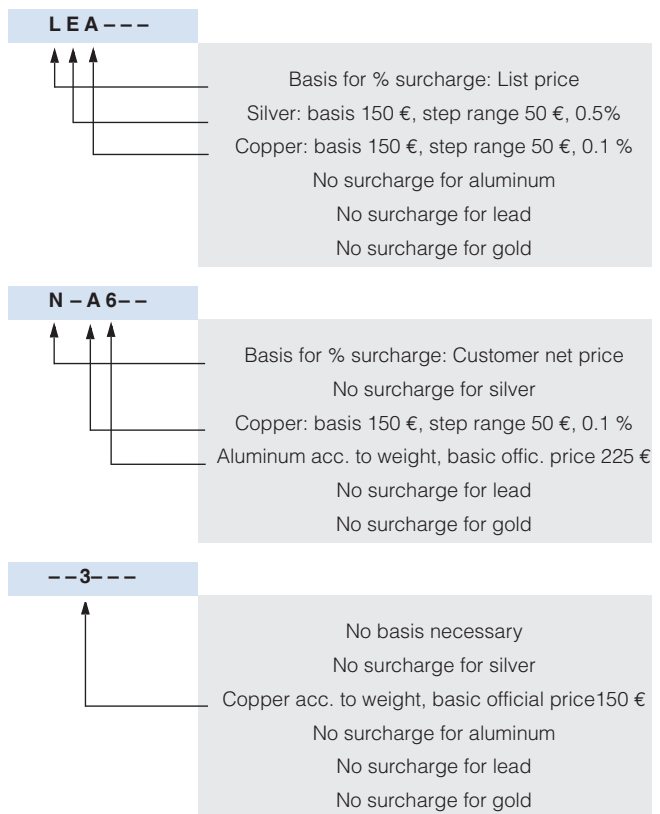 L E A – – –
Basis for % surcharge: List price
Silver: basis 150 €, step range 50 €, 0.5%
Copper: basis 150 €, step range 50 €, 0.1 %
No surcharge for aluminum
No surcharge for lead
No surcharge for gold
N – A 6 – –
Basis for % surcharge: Customer net price
No surcharge for silver
Copper: basis 150 €, step range 50 €, 0.1 %
Aluminum acc. to weight, basic offic. price 225 €
No surcharge for lead
No surcharge for gold
– – 3 – – –
No basis necessary
No surcharge for silver
Copper acc. to weight, basic official price150 €
No surcharge for aluminum
No surcharge for lead
No surcharge for gold